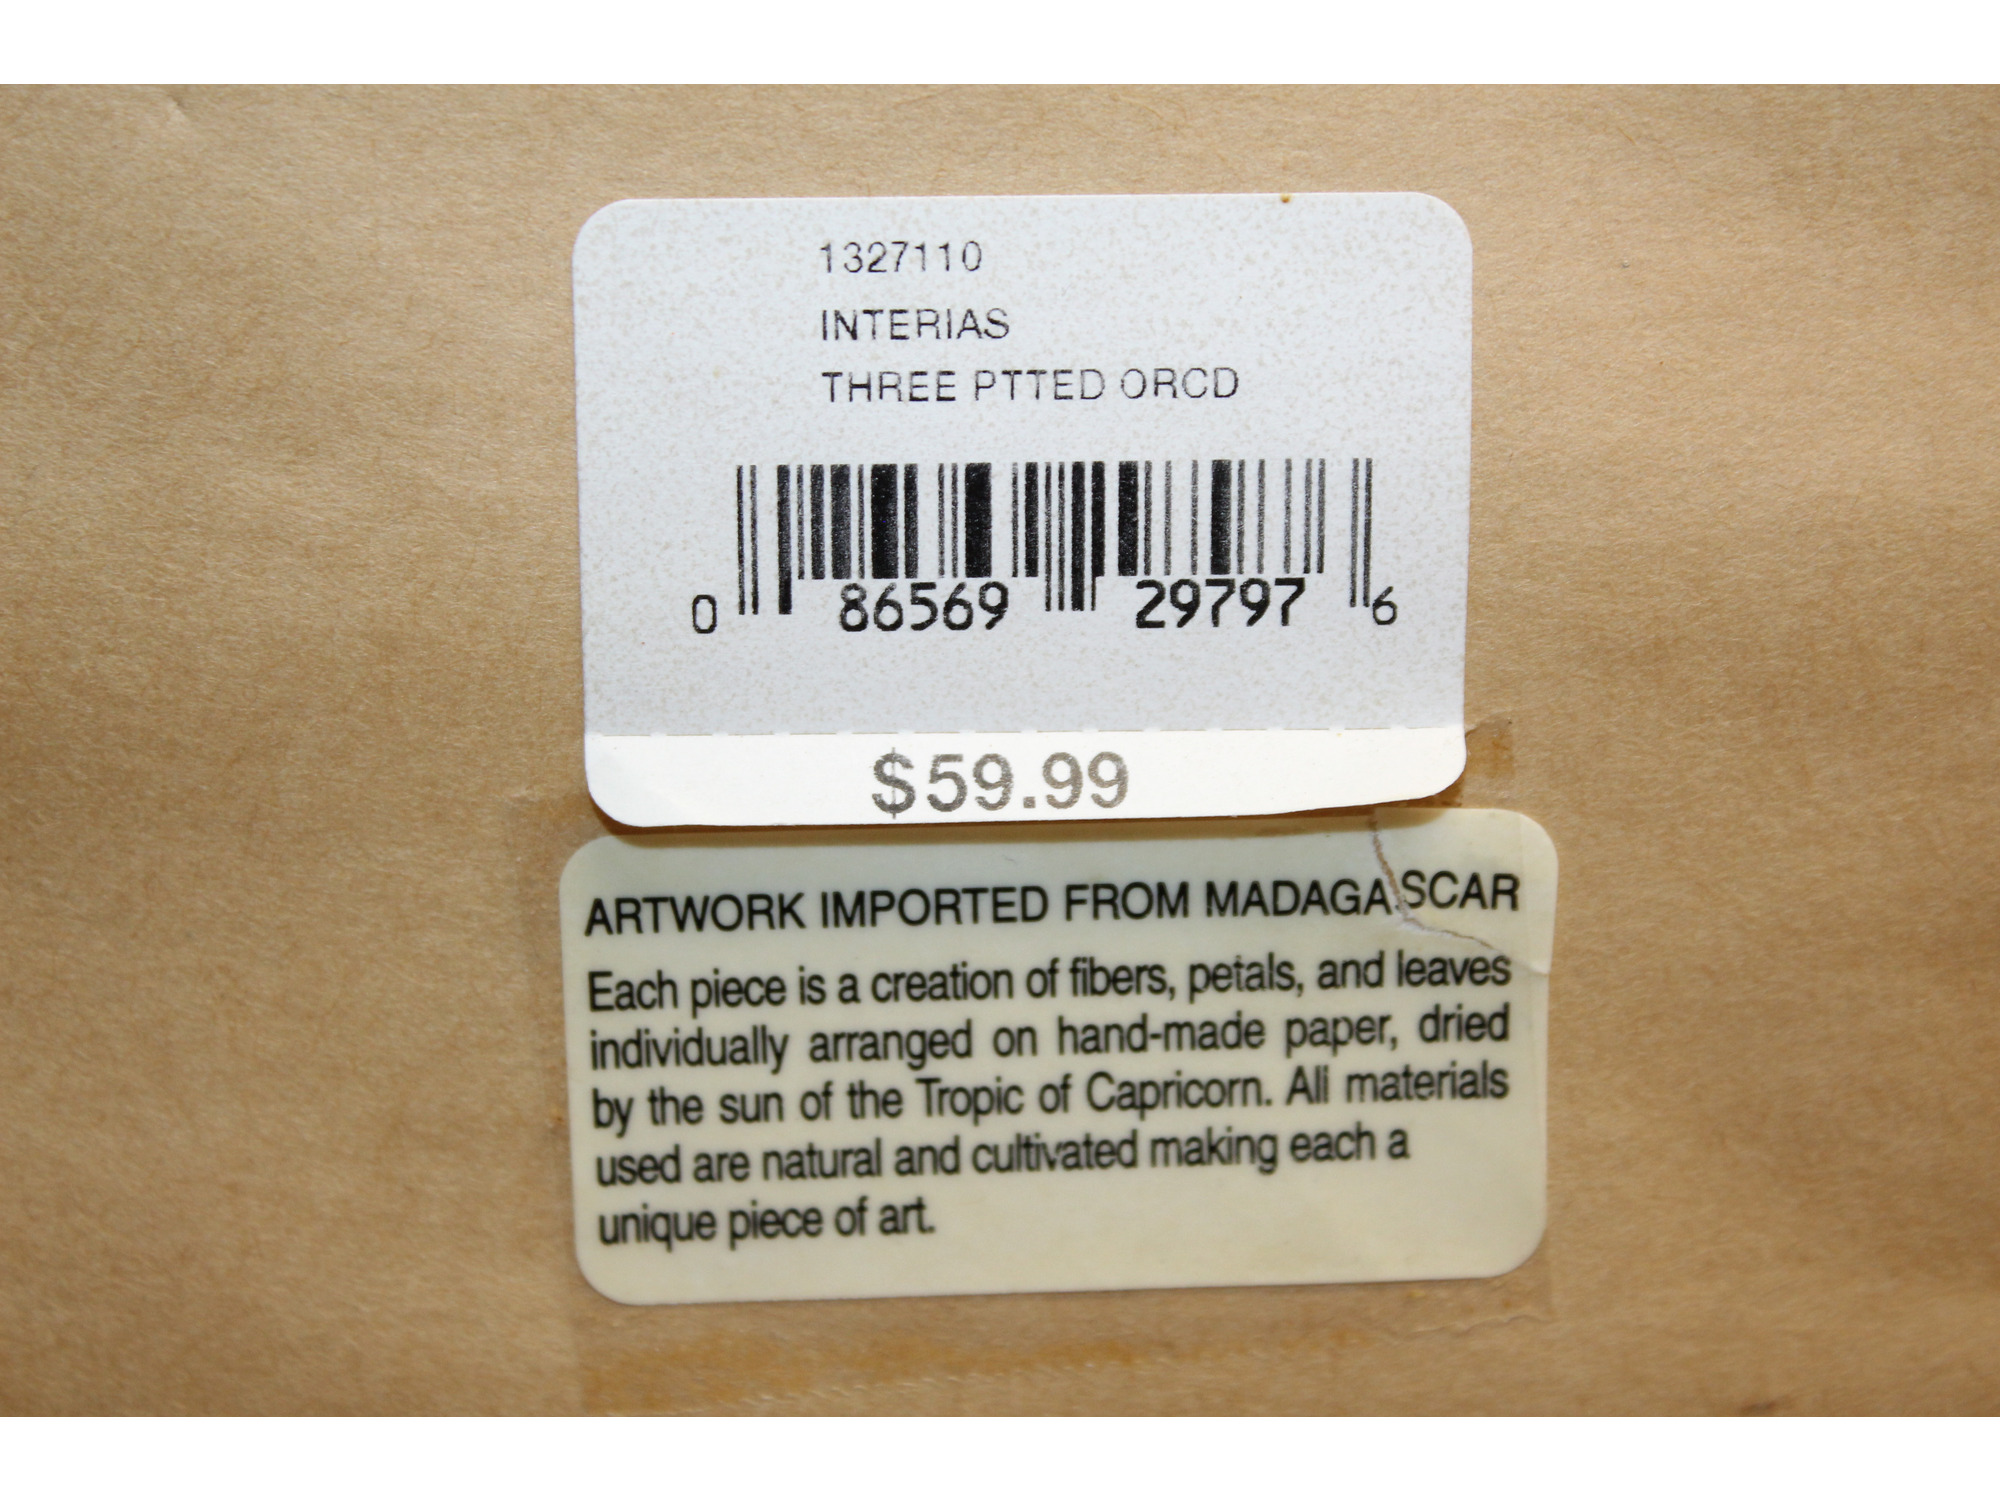 1327110
INTERIAS
THREE PTTED ORCD
0 86569 29797 6
$59.99
ARTWORK IMPORTED FROM MADAGASCAR
Each piece is a creation of fibers, petals, and leaves
individually arranged on hand-made paper, dried
by the sun of the Tropic of Capricorn. All materials
used are natural and cultivated making each a
unique piece of art.